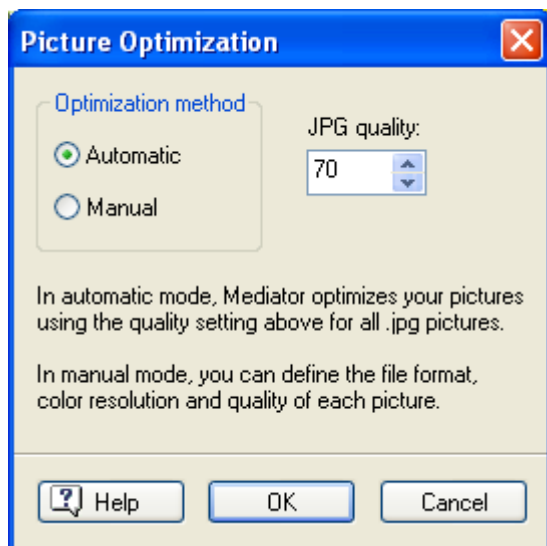 Picture Optimization
Optimization method
Automatic
Manual
JPG quality:
70
In automatic mode, Mediator optimizes your pictures
using the quality setting above for all .jpg pictures.
In manual mode, you can define the file format,
color resolution and quality of each picture.
Help
OK
Cancel